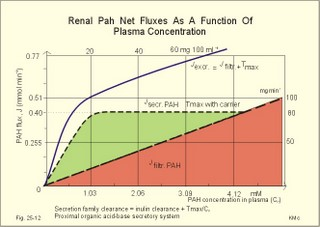 Renal Pah Net Fluxes As A Function Of
Plasma Concentration
20 40 60 mg 100 ml⁻¹
0.77
Jexcr. = Jfiltr + Tmax
mg min⁻¹
0.51
Jsecr. PAH Tmax with carrier
100
0.40
80
PAH flux, J (mmol min⁻¹)
0.255
50
Jfiltr. PAH
0
1.03 2.06 3.09 4.12 mM
PAH concentration in plasma (Cp)
Secretion family clearance = inulin clearance + Tmax/Cp
Fig. 25-12 Proximal organic acid-base secretory system KMc